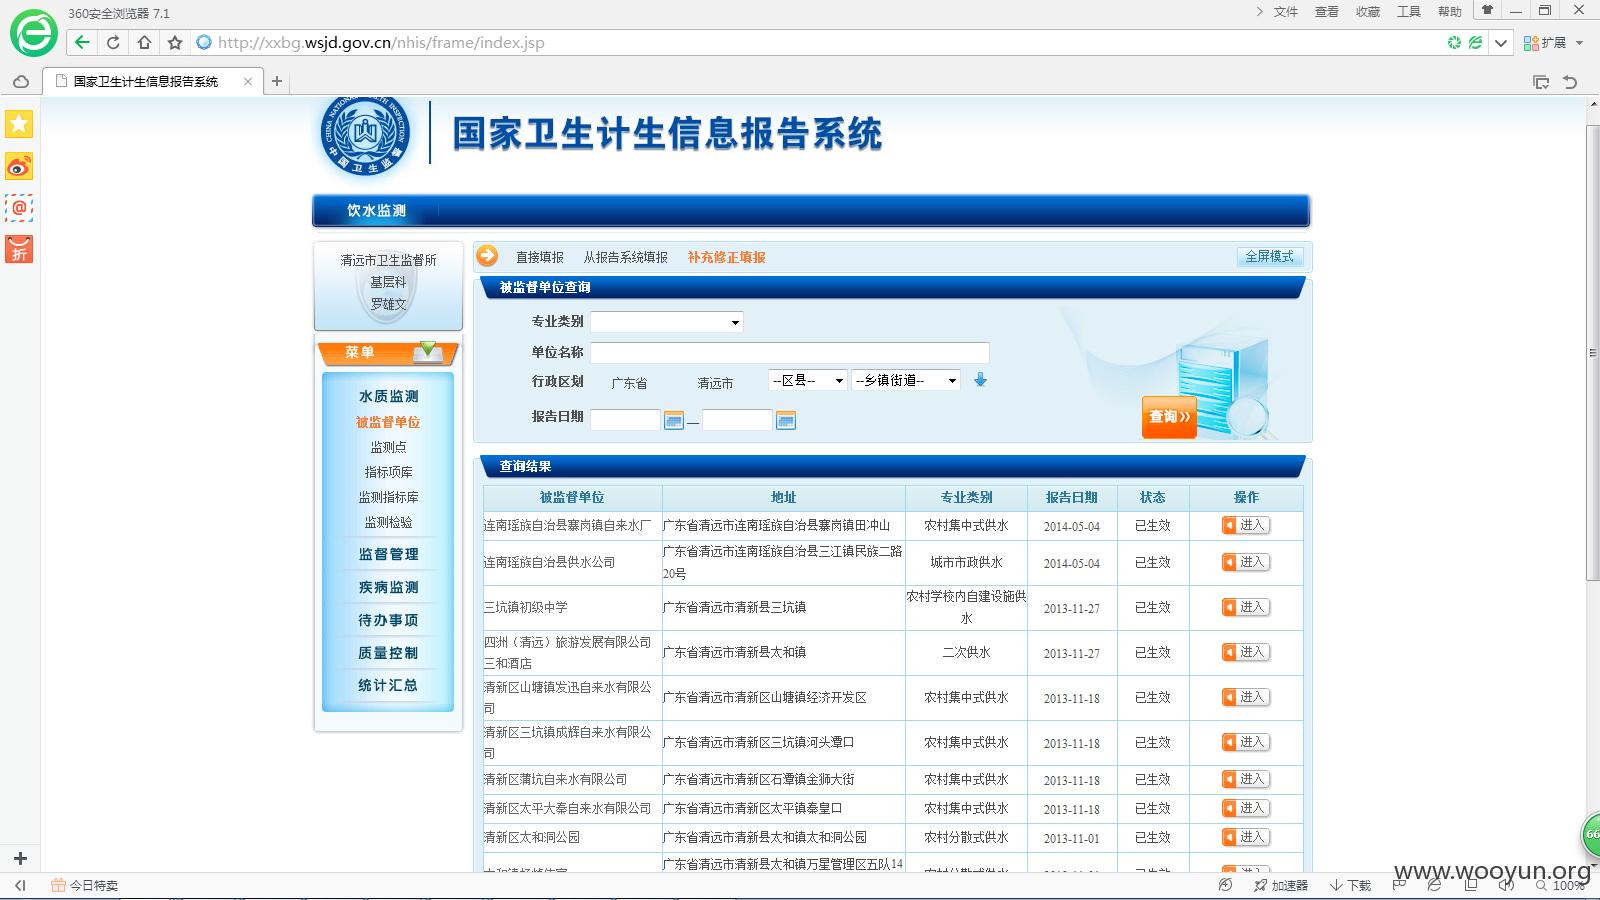 360安全浏览器 7.1
文件 查看 收藏 工具 帮助
http://xxbg.wsjd.gov.cn/nhis/frame/index.jsp
扩展
国家卫生计生信息报告系统
CHINA NATIONAL HEALTH INSPECTION
中国卫生监督
国家卫生计生信息报告系统
饮水监测
清远市卫生监督所
基层科
罗雄文
菜单
水质监测
被监督单位
监测点
指标项库
监测指标库
监测检验
监督管理
疾病监测
待办事项
质量控制
统计汇总
直接填报 从报告系统填报 补充修正填报 全屏模式
被监督单位查询
专业类别
单位名称
行政区划 广东省 清远市 --区县-- --乡镇街道--
报告日期 —
查询
查询结果
被监督单位 地址 专业类别 报告日期 状态 操作
连南瑶族自治县寨岗镇自来水厂 广东省清远市连南瑶族自治县寨岗镇田冲山 农村集中式供水 2014-05-04 已生效 进入
连南瑶族自治县供水公司 广东省清远市连南瑶族自治县三江镇民族二路20号 城市市政供水 2014-05-04 已生效 进入
三坑镇初级中学 广东省清远市清新县三坑镇 农村学校内自建设施供水 2013-11-27 已生效 进入
四洲（清远）旅游发展有限公司三和酒店 广东省清远市清新县太和镇 二次供水 2013-11-27 已生效 进入
清新区山塘镇发迅自来水有限公司 广东省清远市清新区山塘镇经济开发区 农村集中式供水 2013-11-18 已生效 进入
清新区三坑镇成辉自来水有限公司 广东省清远市清新区三坑镇河头潭口 农村集中式供水 2013-11-18 已生效 进入
清新区蒲坑自来水有限公司 广东省清远市清新区石潭镇金狮大街 农村集中式供水 2013-11-18 已生效 进入
清新区太平大秦自来水有限公司 广东省清远市清新区太平镇秦皇口 农村集中式供水 2013-11-18 已生效 进入
清新区太和洞公园 广东省清远市清新县太和镇太和洞公园 农村分散式供水 2013-11-01 已生效 进入
广东省清远市清新县太和镇万星管理区五队14
折
66
www.wooyun.org
今日特卖 加速器 下载 100%